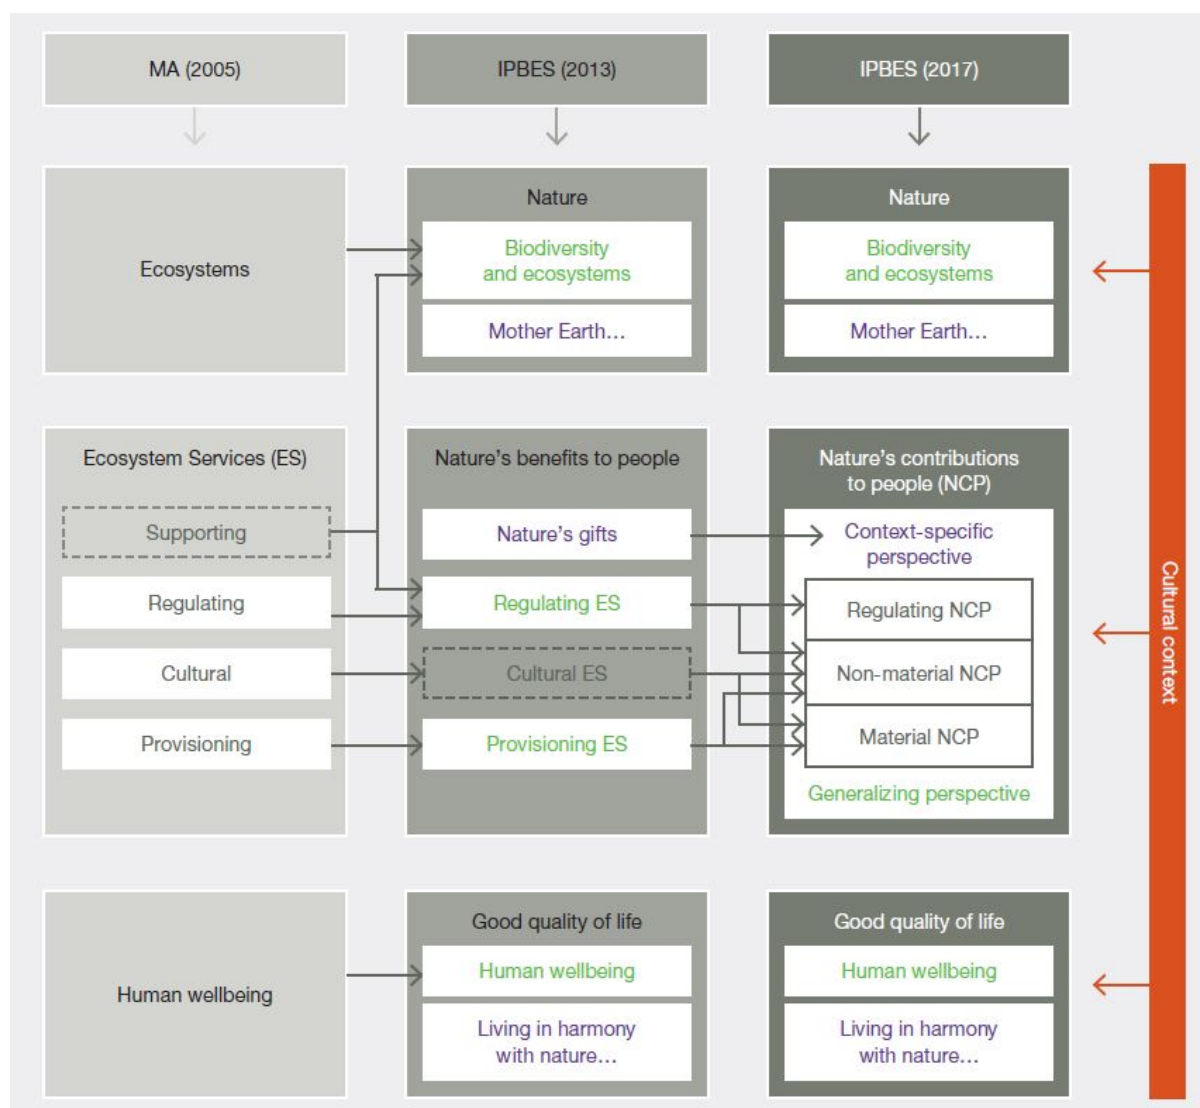 MA (2005)
IPBES (2013)
IPBES (2017)
Ecosystems
Nature
Biodiversity
and ecosystems
Mother Earth…
Nature
Biodiversity
and ecosystems
Mother Earth…
Ecosystem Services (ES)
Supporting
Regulating
Cultural
Provisioning
Nature's benefits to people
Nature's gifts
Regulating ES
Cultural ES
Provisioning ES
Nature's contributions
to people (NCP)
Context-specific
perspective
Regulating NCP
Non-material NCP
Material NCP
Generalizing perspective
Human wellbeing
Good quality of life
Human wellbeing
Living in harmony
with nature…
Good quality of life
Human wellbeing
Living in harmony
with nature…
Cultural context